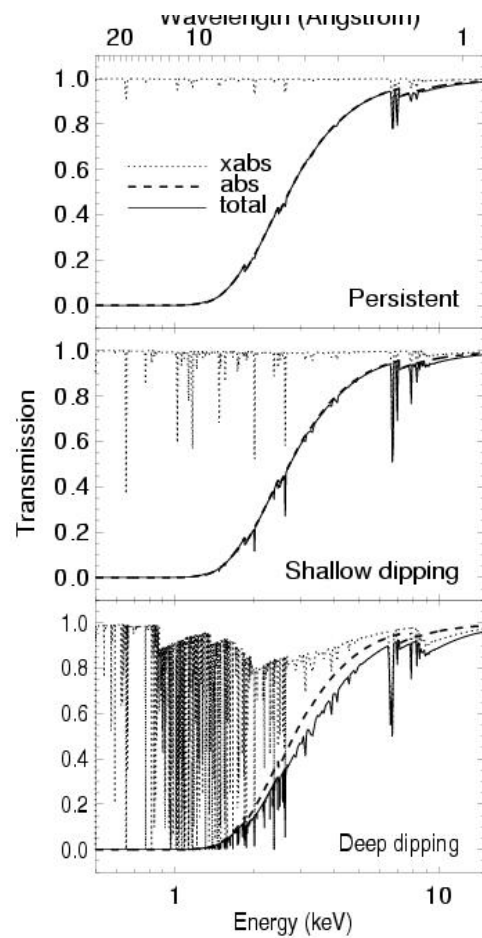 Wavelength (Angstrom)
20 10 1
1.0
0.8
xabs
0.6
abs
total
0.4
0.2
0.0
Persistent
1.0
0.8
0.6
Transmission
0.4
0.2
0.0
Shallow dipping
1.0
0.8
0.6
0.4
0.2
0.0
Deep dipping
1 10
Energy (keV)